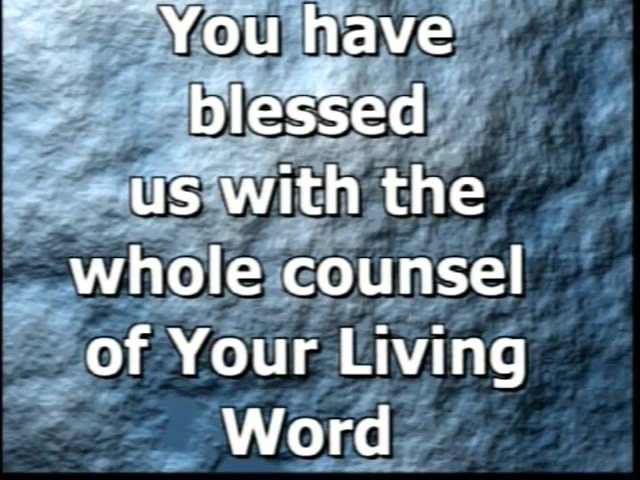 You have
blessed
us with the
whole counsel
of Your Living
Word